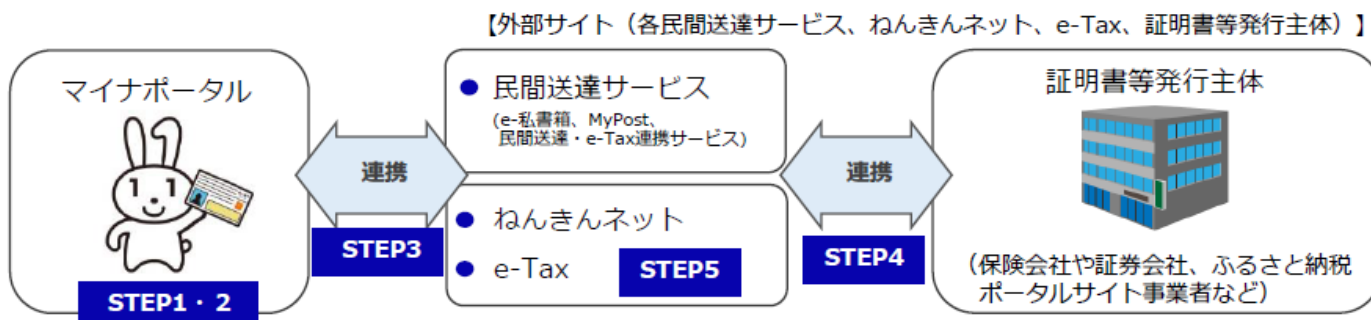 【外部サイト（各民間送達サービス、ねんきんネット、e-Tax、証明書等発行主体）】
マイナポータル
STEP1・2
連携
STEP3
● 民間送達サービス
(e-私書箱、MyPost、
民間送達・e-Tax連携サービス)
● ねんきんネット
● e-Tax
STEP5
連携
STEP4
証明書等発行主体
（保険会社や証券会社、ふるさと納税
ポータルサイト事業者など）